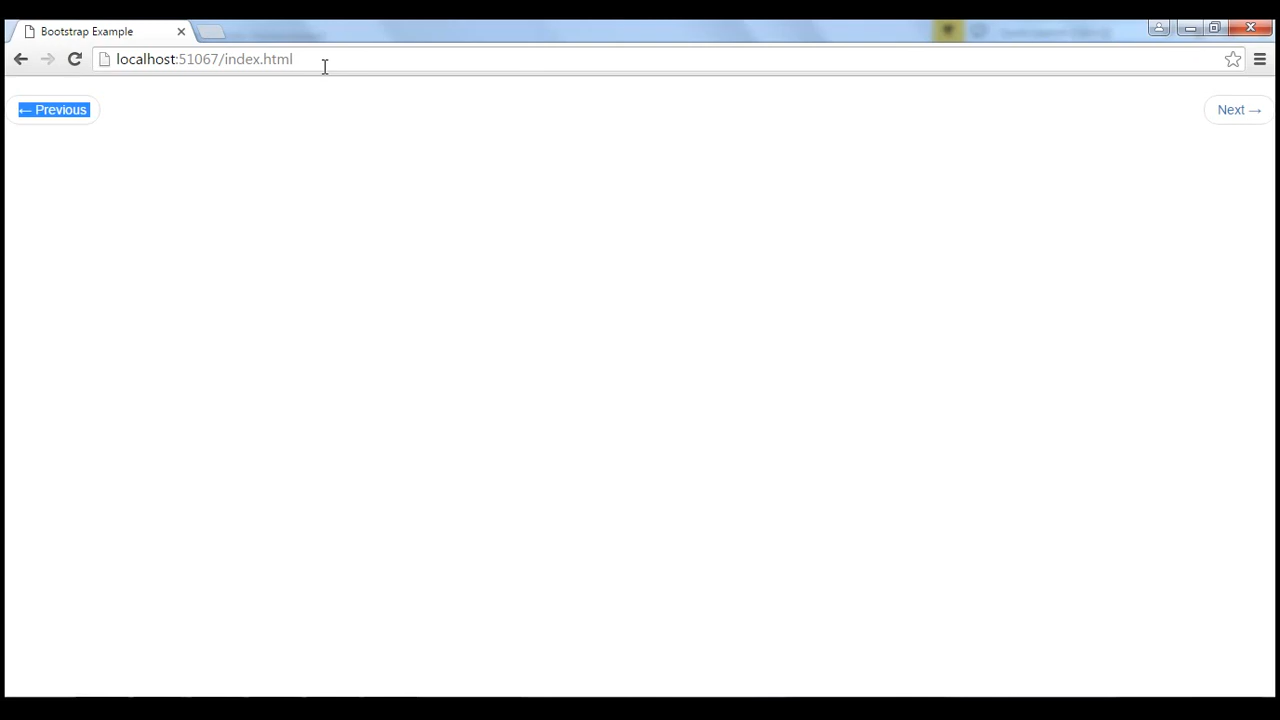 Bootstrap Example
localhost:51067/index.html
← Previous
Next →